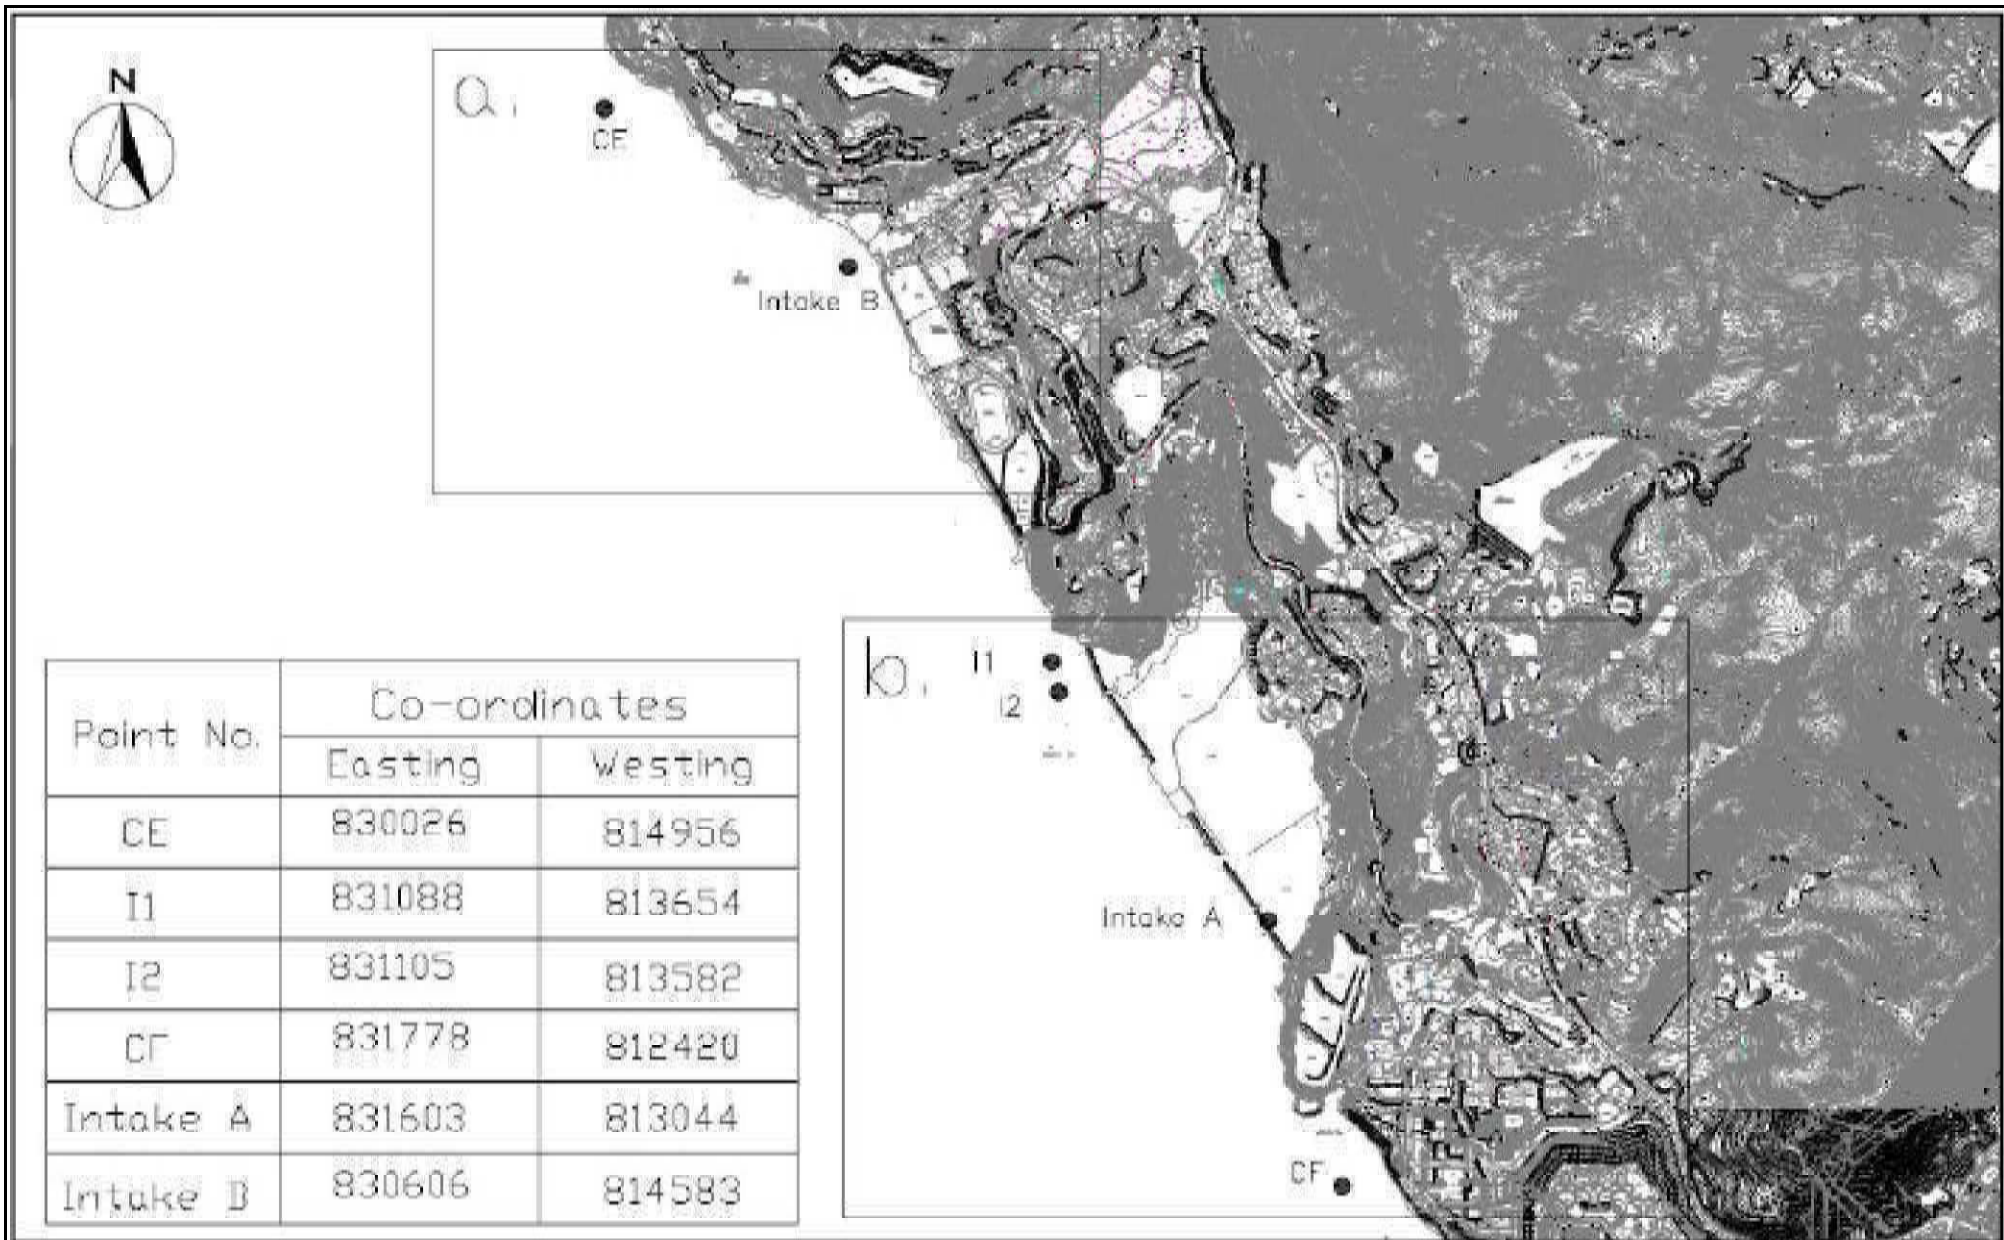 N
a.
CE
Intake B
b.
I1
I2
Intake A
CF
Point No.
Co-ordinates
Easting Westing
CE 830026 814956
I1 831088 813654
I2 831105 813582
CF 831778 812420
Intake A 831603 813044
Intake B 830606 814583